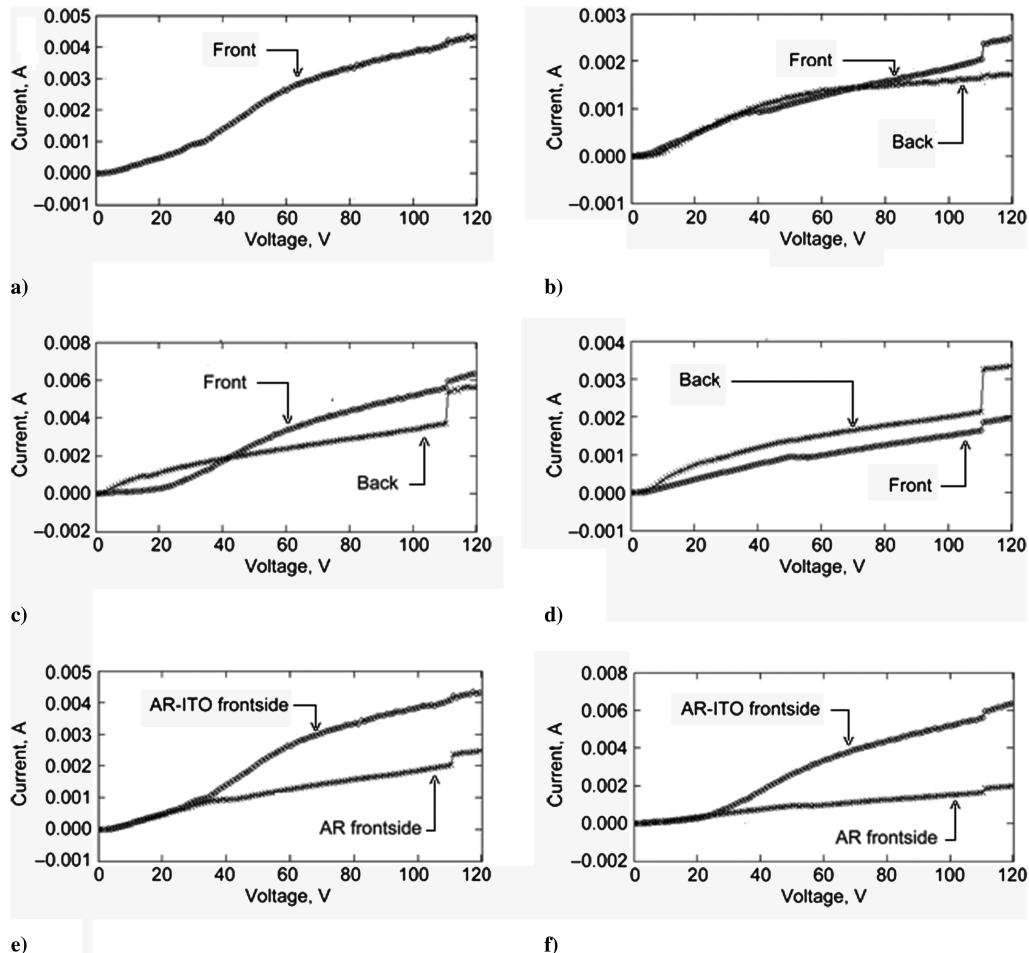 0.005
0.004
0.003
0.002
0.001
0.000
–0.001
Current, A
Front
0 20 40 60 80 100 120
Voltage, V
a)
0.003
0.002
0.001
0.000
–0.001
Current, A
Front
Back
0 20 40 60 80 100 120
Voltage, V
b)
0.008
0.006
0.004
0.002
0.000
–0.002
Current, A
Front
Back
0 20 40 60 80 100 120
Voltage, V
c)
0.004
0.003
0.002
0.001
0.000
–0.001
Current, A
Back
Front
0 20 40 60 80 100 120
Voltage, V
d)
0.005
0.004
0.003
0.002
0.001
0.000
–0.001
Current, A
AR-ITO frontside
AR frontside
0 20 40 60 80 100 120
Voltage, V
e)
0.008
0.006
0.004
0.002
0.000
–0.002
Current, A
AR-ITO frontside
AR frontside
0 20 40 60 80 100 120
Voltage, V
f)